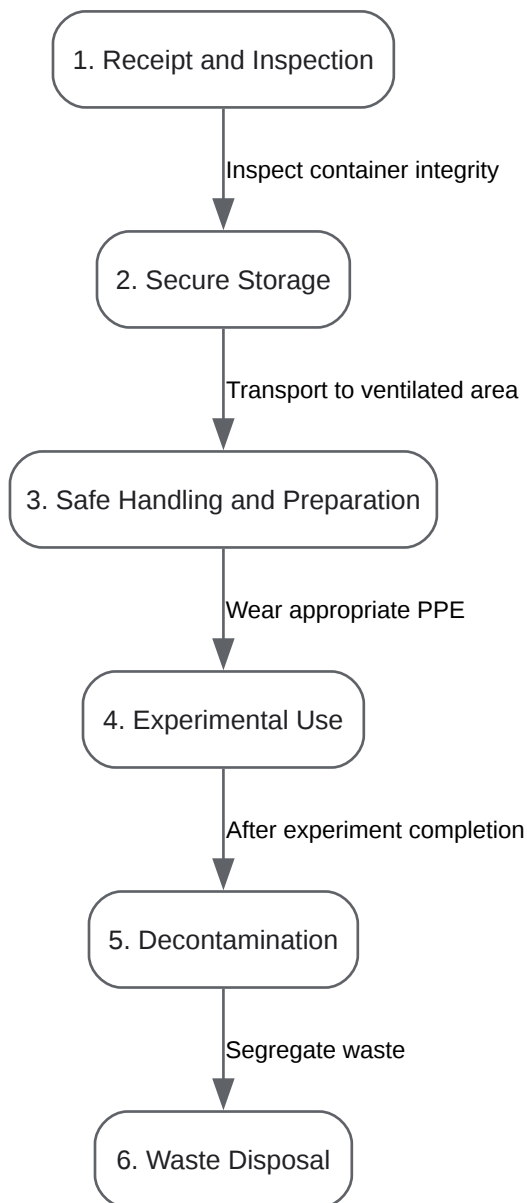 1. Receipt and Inspection
Inspect container integrity
2. Secure Storage
Transport to ventilated area
3. Safe Handling and Preparation
Wear appropriate PPE
4. Experimental Use
After experiment completion
5. Decontamination
Segregate waste
6. Waste Disposal